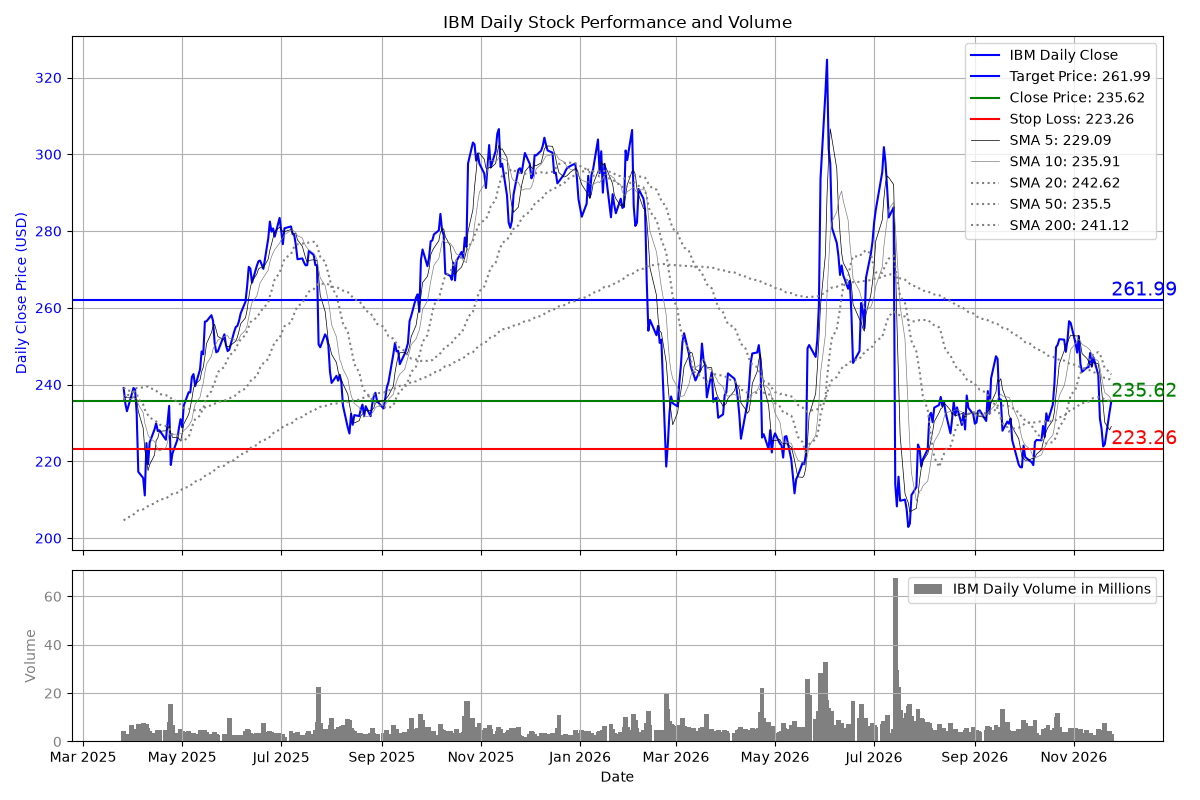 IBM Daily Stock Performance and Volume
IBM Daily Close
Target Price: 261.99
Close Price: 235.62
Stop Loss: 223.26
SMA 5: 229.09
SMA 10: 235.91
SMA 20: 242.62
SMA 50: 235.5
SMA 200: 241.12
Daily Close Price (USD)
320
300
280
260
240
220
200
261.99
235.62
223.26
IBM Daily Volume in Millions
Volume
60
40
20
0
Mar 2025 May 2025 Jul 2025 Sep 2025 Nov 2025 Jan 2026 Mar 2026 May 2026 Jul 2026 Sep 2026 Nov 2026
Date